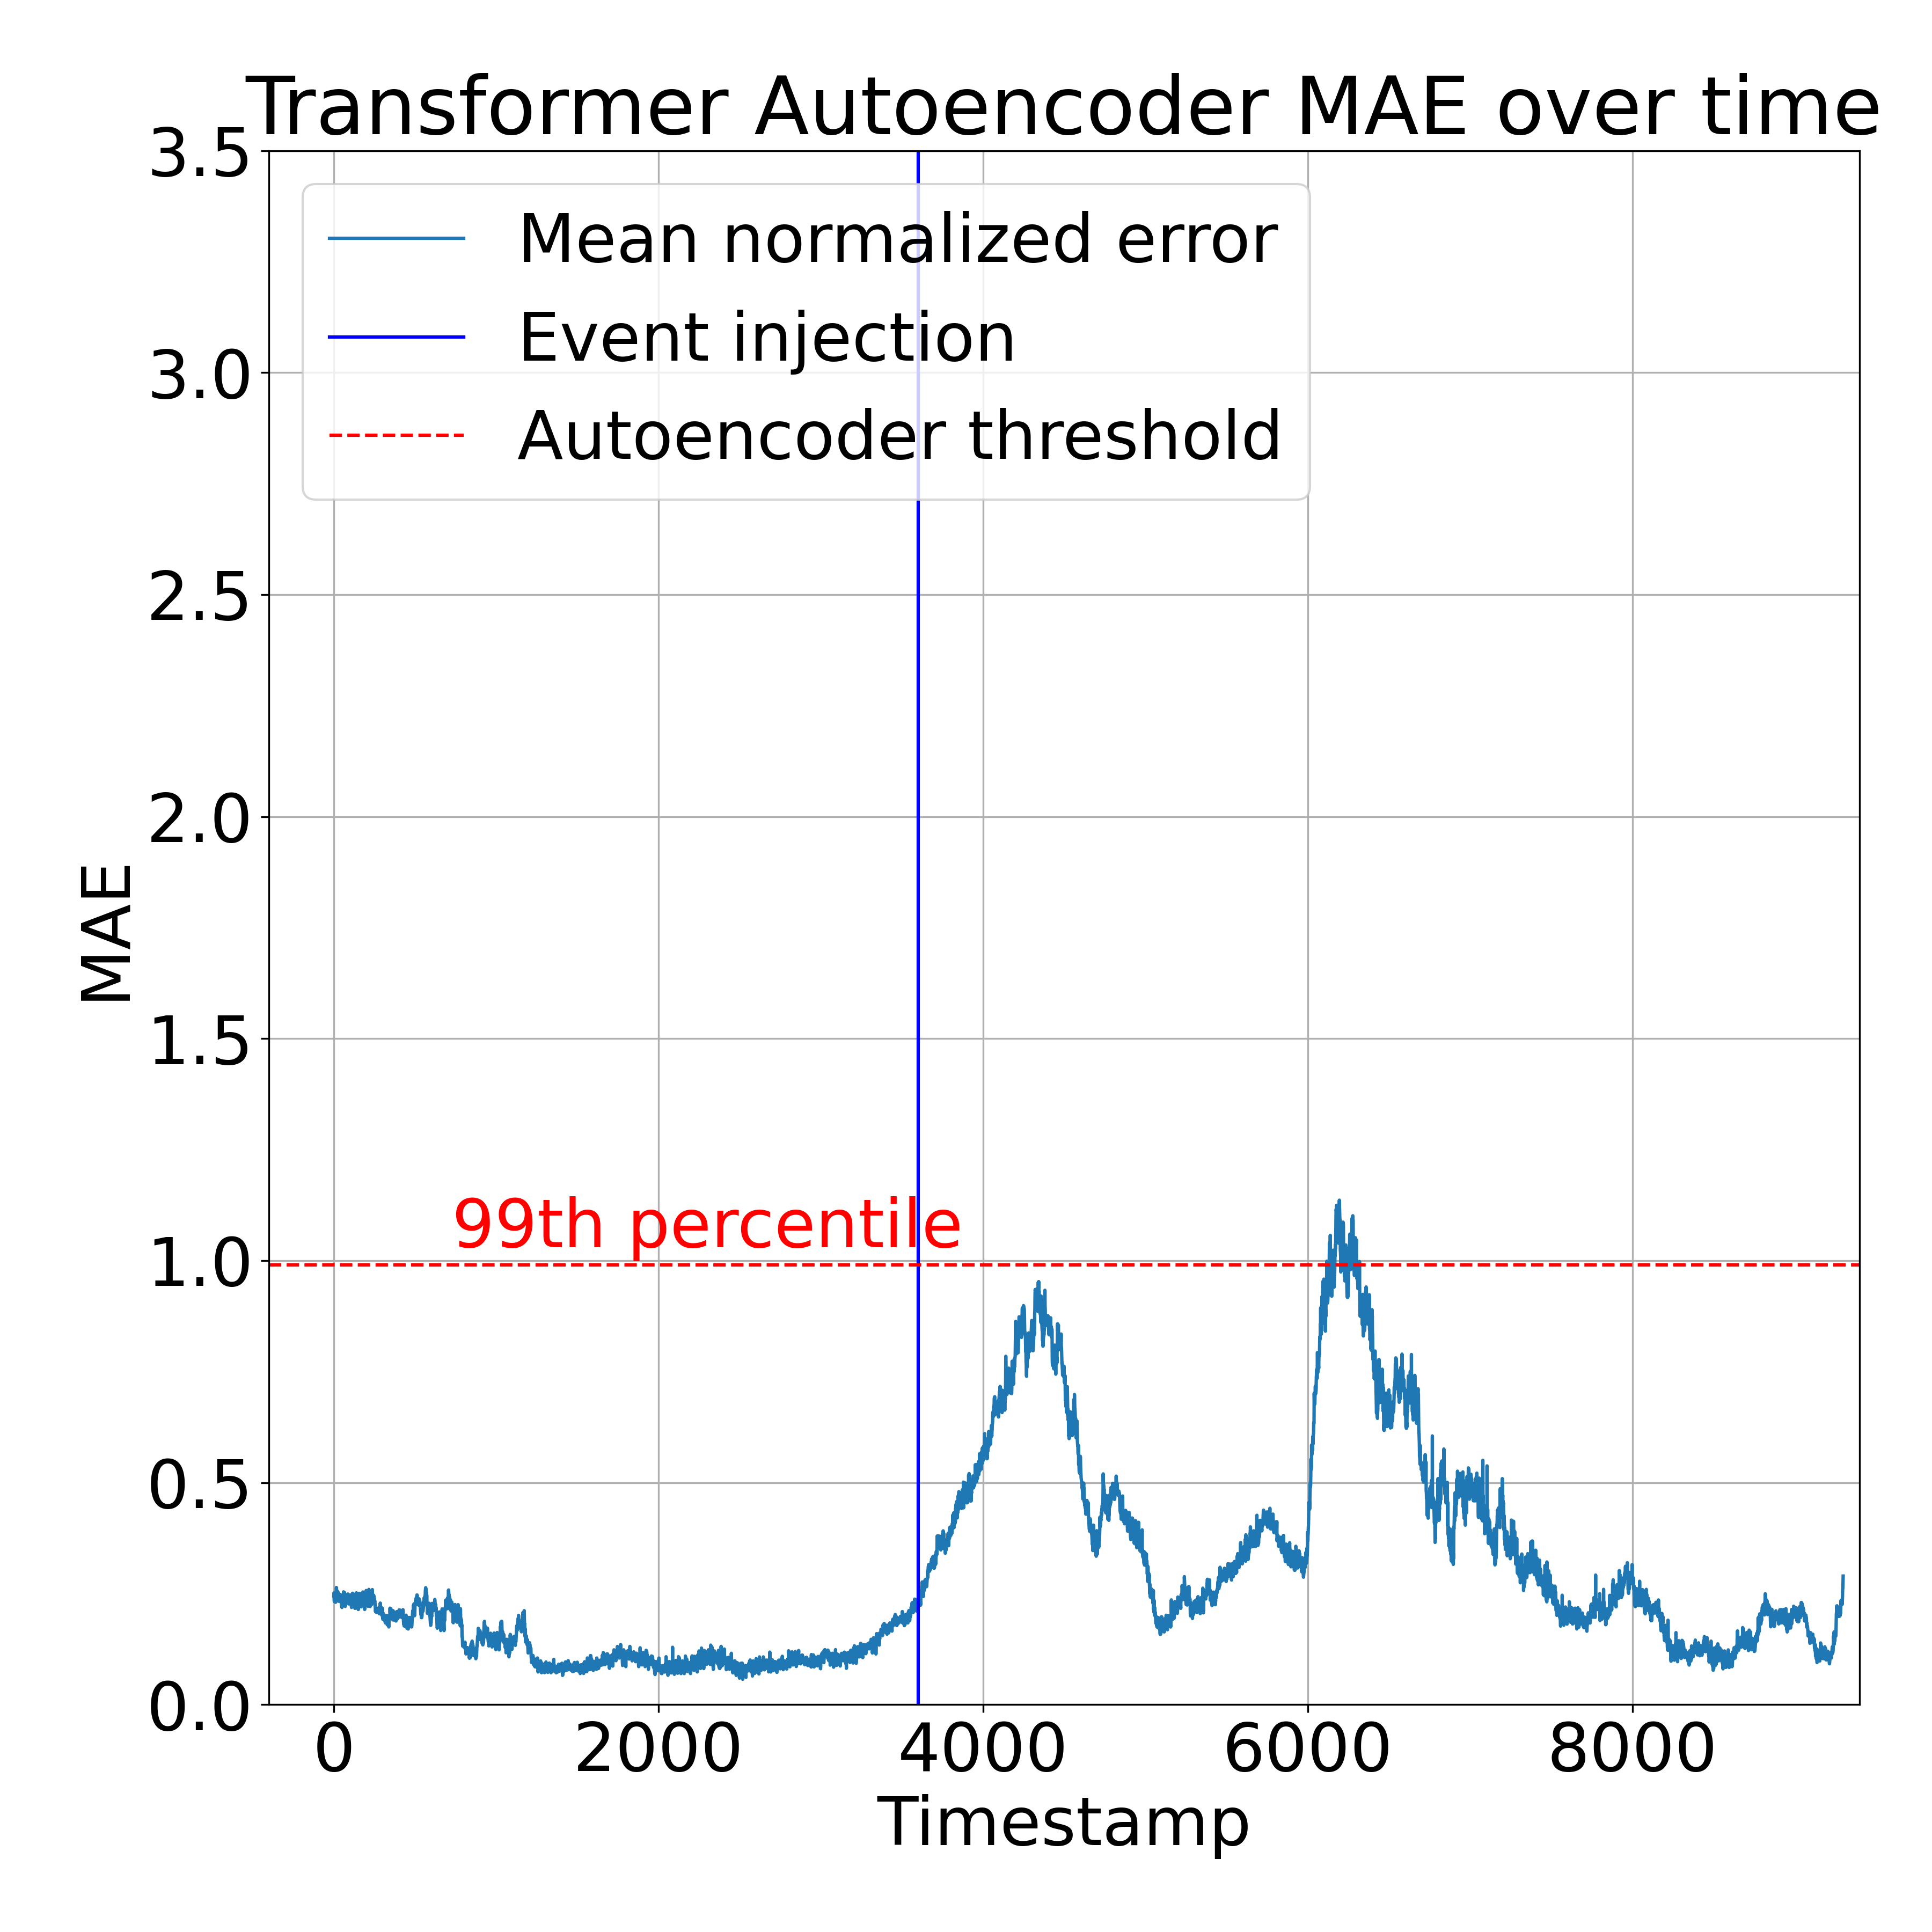 Transformer Autoencoder MAE over time
3.5
3.0
2.5
2.0
1.5
1.0
0.5
0.0
MAE
Mean normalized error
Event injection
Autoencoder threshold
99th percentile
0 2000 4000 6000 8000
Timestamp